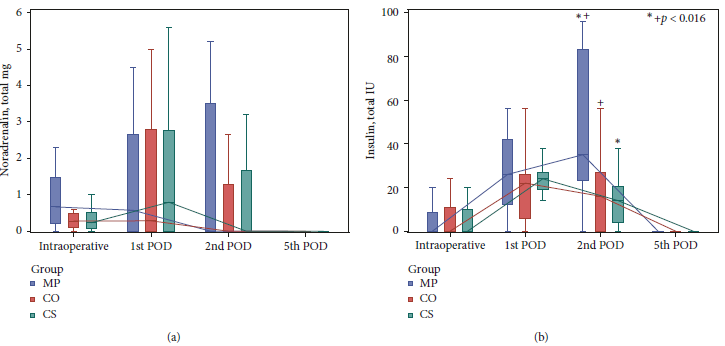 Noradrenalin, total mg
6
5
4
3
2
1
0
Intraoperative 1st POD 2nd POD 5th POD
Group
MP
CO
CS
(a)
Insulin, total IU
100
80
60
40
20
0
*+
+
*
*+p < 0.016
Intraoperative 1st POD 2nd POD 5th POD
Group
MP
CO
CS
(b)